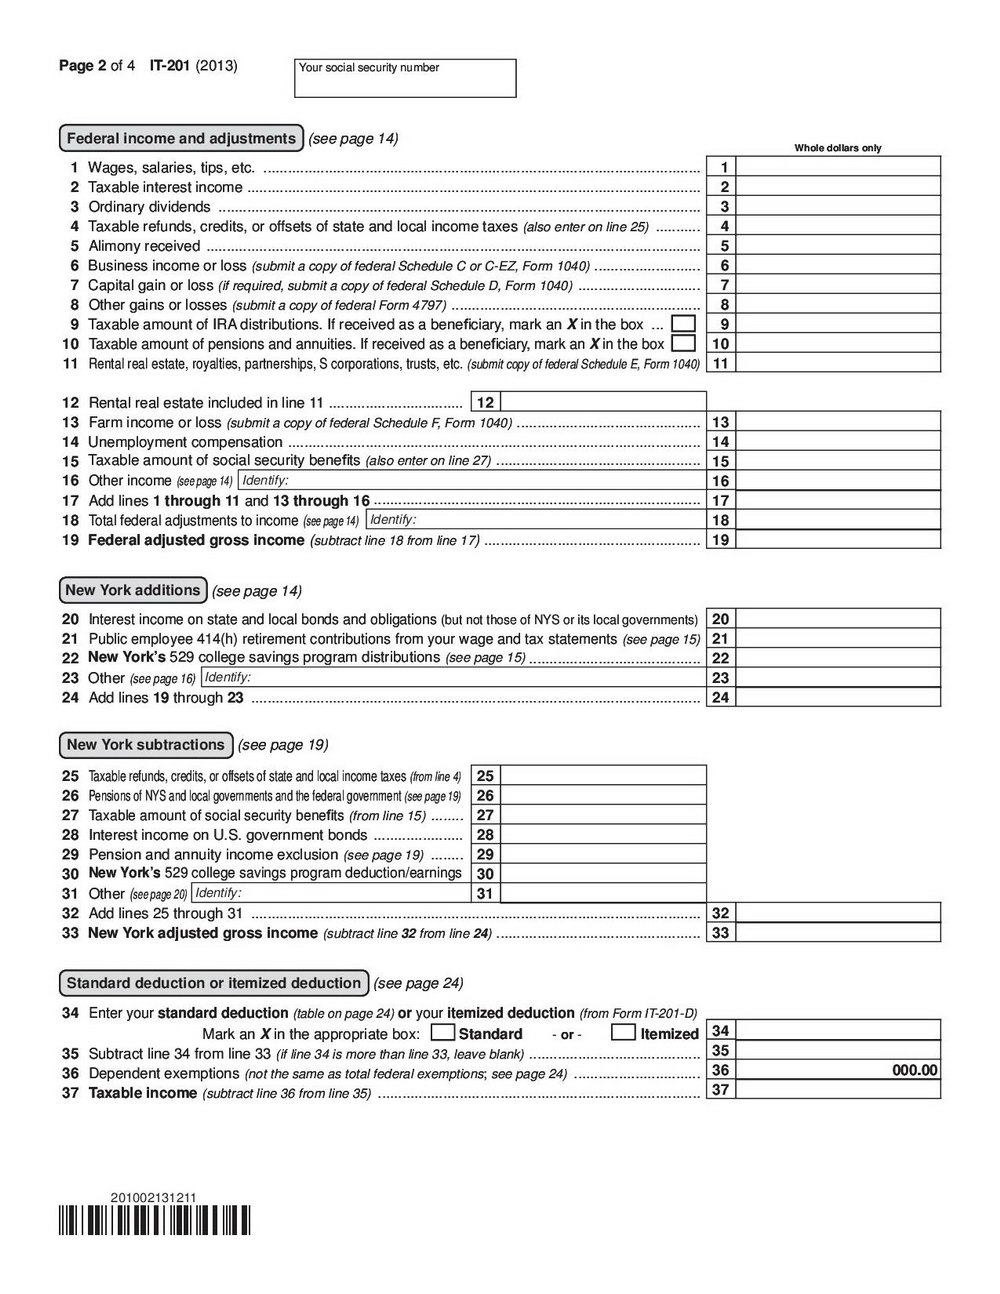 Page 2 of 4 IT-201 (2013)
Your social security number
Federal income and adjustments (see page 14)
Whole dollars only
1 Wages, salaries, tips, etc. ........ 1
2 Taxable interest income ........ 2
3 Ordinary dividends ........ 3
4 Taxable refunds, credits, or offsets of state and local income taxes (also enter on line 25) ........ 4
5 Alimony received ........ 5
6 Business income or loss (submit a copy of federal Schedule C or C-EZ, Form 1040) ........ 6
7 Capital gain or loss (if required, submit a copy of federal Schedule D, Form 1040) ........ 7
8 Other gains or losses (submit a copy of federal Form 4797) ........ 8
9 Taxable amount of IRA distributions. If received as a beneficiary, mark an X in the box ... 9
10 Taxable amount of pensions and annuities. If received as a beneficiary, mark an X in the box 10
11 Rental real estate, royalties, partnerships, S corporations, trusts, etc. (submit copy of federal Schedule E, Form 1040) 11
12 Rental real estate included in line 11 ........ 12
13 Farm income or loss (submit a copy of federal Schedule F, Form 1040) ........ 13
14 Unemployment compensation ........ 14
15 Taxable amount of social security benefits (also enter on line 27) ........ 15
16 Other income (see page 14) Identify: 16
17 Add lines 1 through 11 and 13 through 16 ........ 17
18 Total federal adjustments to income (see page 14) Identify: 18
19 Federal adjusted gross income (subtract line 18 from line 17) ........ 19
New York additions (see page 14)
20 Interest income on state and local bonds and obligations (but not those of NYS or its local governments) 20
21 Public employee 414(h) retirement contributions from your wage and tax statements (see page 15) 21
22 New York's 529 college savings program distributions (see page 15) ........ 22
23 Other (see page 16) Identify: 23
24 Add lines 19 through 23 ........ 24
New York subtractions (see page 19)
25 Taxable refunds, credits, or offsets of state and local income taxes (from line 4) 25
26 Pensions of NYS and local governments and the federal government (see page 19) 26
27 Taxable amount of social security benefits (from line 15) ........ 27
28 Interest income on U.S. government bonds ........ 28
29 Pension and annuity income exclusion (see page 19) ........ 29
30 New York's 529 college savings program deduction/earnings 30
31 Other (see page 20) Identify: 31
32 Add lines 25 through 31 ........ 32
33 New York adjusted gross income (subtract line 32 from line 24) ........ 33
Standard deduction or itemized deduction (see page 24)
34 Enter your standard deduction (table on page 24) or your itemized deduction (from Form IT-201-D)
Mark an X in the appropriate box: Standard - or - Itemized 34
35 Subtract line 34 from line 33 (if line 34 is more than line 33, leave blank) ........ 35
36 Dependent exemptions (not the same as total federal exemptions; see page 24) ........ 36 000.00
37 Taxable income (subtract line 36 from line 35) ........ 37
201002131211